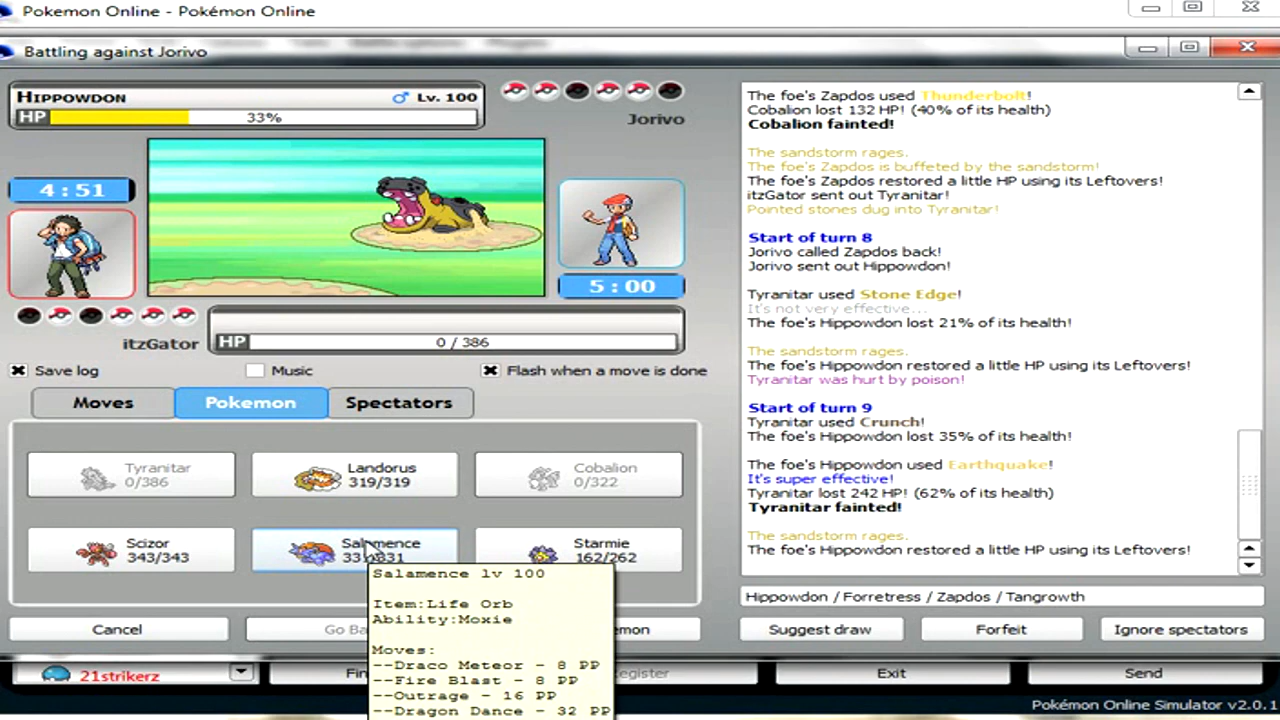 Pokemon Online - Pokémon Online
Battling against Jorivo
HIPPOWDON ♂ Lv. 100
HP 33%
Jorivo
4:51
5:00
itzGator
HP 0 / 386
Save log
Music
Flash when a move is done
Moves
Pokemon
Spectators
Tyranitar
0/386
Landorus
319/319
Cobalion
0/322
Scizor
343/343
Salamence
331/331
Starmie
162/262
Salamence lv 100
Item:Life Orb
Ability:Moxie
Moves:
--Draco Meteor - 8 PP
--Fire Blast - 8 PP
--Outrage - 16 PP
--Dragon Dance - 32 PP
Cancel
Go Ba
mon
The foe's Zapdos used Thunderbolt!
Cobalion lost 132 HP! (40% of its health)
Cobalion fainted!
The sandstorm rages.
The foe's Zapdos is buffeted by the sandstorm!
The foe's Zapdos restored a little HP using its Leftovers!
itzGator sent out Tyranitar!
Pointed stones dug into Tyranitar!
Start of turn 8
Jorivo called Zapdos back!
Jorivo sent out Hippowdon!
Tyranitar used Stone Edge!
It's not very effective...
The foe's Hippowdon lost 21% of its health!
The sandstorm rages.
The foe's Hippowdon restored a little HP using its Leftovers!
Tyranitar was hurt by poison!
Start of turn 9
Tyranitar used Crunch!
The foe's Hippowdon lost 35% of its health!
The foe's Hippowdon used Earthquake!
It's super effective!
Tyranitar lost 242 HP! (62% of its health)
Tyranitar fainted!
The sandstorm rages.
The foe's Hippowdon restored a little HP using its Leftovers!
Hippowdon / Forretress / Zapdos / Tangrowth
Suggest draw
Forfeit
Ignore spectators
21strikerz
Fin
egister
Exit
Send
Pokémon Online Simulator v2.0.1